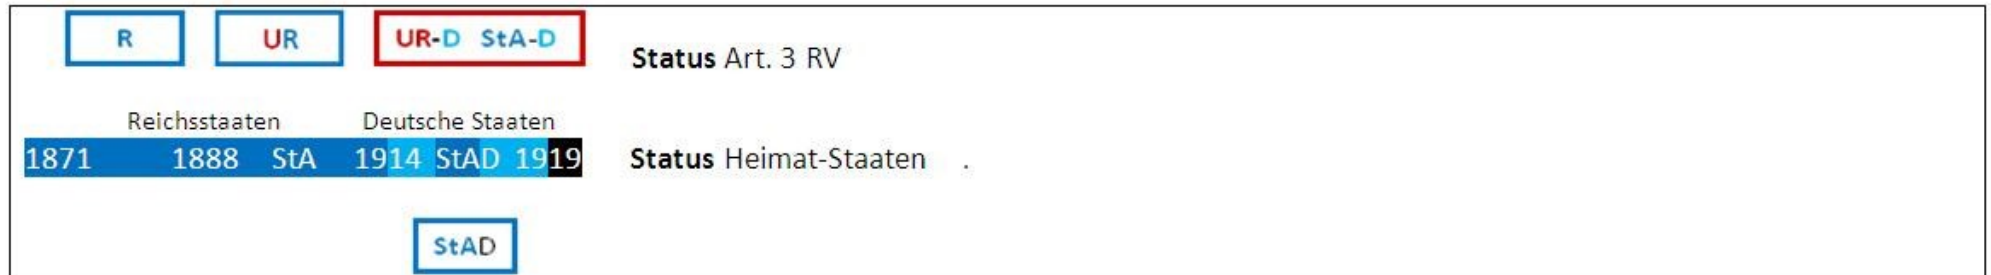 R UR UR-D StA-D Status Art. 3 RV
Reichsstaaten Deutsche Staaten
1871 1888 StA 1914 StAD 1919 Status Heimat-Staaten .
StAD